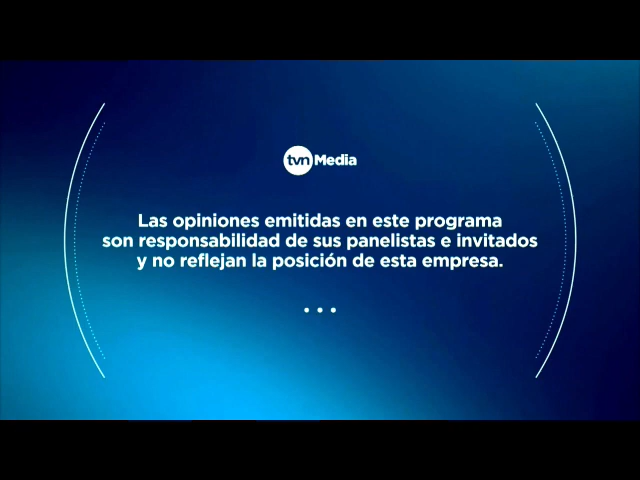 tvn Media
Las opiniones emitidas en este programa
son responsabilidad de sus panelistas e invitados
y no reflejan la posición de esta empresa.
...